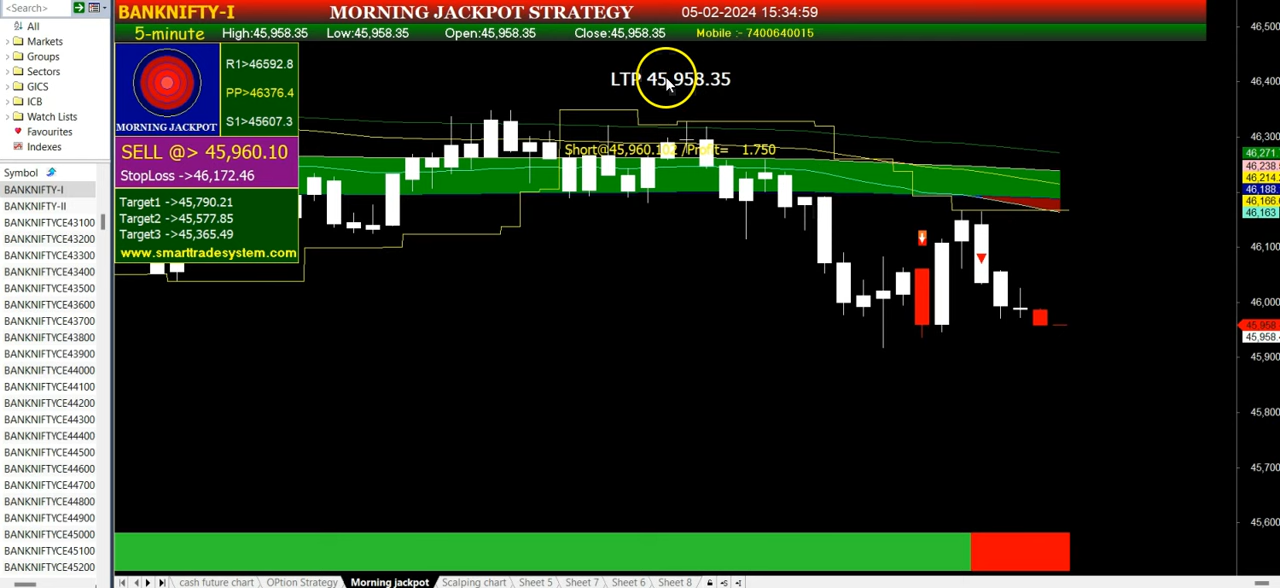 <Search>
All
Markets
Groups
Sectors
GICS
ICB
Watch Lists
Favourites
Indexes
Symbol
BANKNIFTY-I
BANKNIFTY-II
BANKNIFTYCE43100
BANKNIFTYCE43200
BANKNIFTYCE43300
BANKNIFTYCE43400
BANKNIFTYCE43500
BANKNIFTYCE43600
BANKNIFTYCE43700
BANKNIFTYCE43800
BANKNIFTYCE43900
BANKNIFTYCE44000
BANKNIFTYCE44100
BANKNIFTYCE44200
BANKNIFTYCE44300
BANKNIFTYCE44400
BANKNIFTYCE44500
BANKNIFTYCE44600
BANKNIFTYCE44700
BANKNIFTYCE44800
BANKNIFTYCE44900
BANKNIFTYCE45000
BANKNIFTYCE45100
BANKNIFTYCE45200
BANKNIFTY-I MORNING JACKPOT STRATEGY 05-02-2024 15:34:59
5-minute High:45,958.35 Low:45,958.35 Open:45,958.35 Close:45,958.35 Mobile :- 7400640015
R1>46592.8
PP>46376.4
S1>45607.3
MORNING JACKPOT
SELL @> 45,960.10
StopLoss ->46,172.46
Target1 ->45,790.21
Target2 ->45,577.85
Target3 ->45,365.49
www.smarttradesystem.com
LTP 45,958.35
Short@45,960.102 /Profit= 1.750
46,500
46,400
46,300
46,271.
46,238.
46,214.
46,188.
46,166.
46,163
46,100
46,000
45,958.
45,958.
45,900
45,800
45,700
45,600
cash future chart OPtion Strategy Morning jackpot Scalping chart Sheet 5 Sheet 7 Sheet 6 Sheet 8